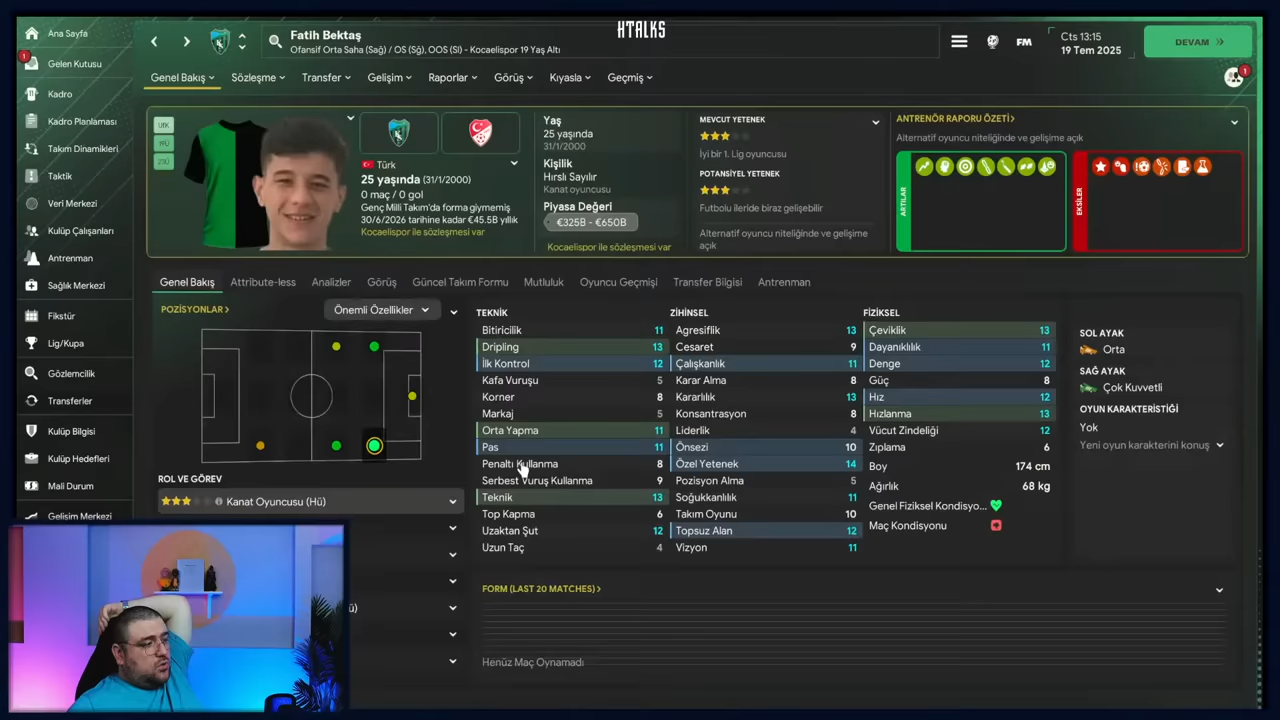 HTALKS
Ana Sayfa
1
Gelen Kutusu
Kadro
Kadro Planlaması
Takım Dinamikleri
Taktik
Veri Merkezi
Kulüp Çalışanları
Antrenman
Sağlık Merkezi
Fikstür
Lig/Kupa
Gözlemcilik
Transferler
Kulüp Bilgisi
Kulüp Hedefleri
Mali Durum
Gelişim Merkezi
Fatih Bektaş
Ofansif Orta Saha (Sağ) / OS (Sğ), OOS (Sl) - Kocaelispor 19 Yaş Altı
FM
Cts 13:15
19 Tem 2025
DEVAM
1
Genel Bakış
Sözleşme
Transfer
Gelişim
Raporlar
Görüş
Kıyasla
Geçmiş
19Ü
23Ü
Türk
25 yaşında (31/1/2000)
0 maç / 0 gol
Genç Milli Takım'da forma giymemiş
30/6/2026 tarihine kadar €45.5B yıllık
Kocaelispor ile sözleşmesi var
Yaş
25 yaşında
31/1/2000
Kişilik
Hırslı Sayılır
Kanat oyuncusu
Piyasa Değeri
€325B - €650B
Kocaelispor ile sözleşmesi var
MEVCUT YETENEK
İyi bir 1. Lig oyuncusu
POTANSİYEL YETENEK
Futbolu ileride biraz gelişebilir
Alternatif oyuncu niteliğinde ve gelişime
açık
ANTRENÖR RAPORU ÖZETİ>
Alternatif oyuncu niteliğinde ve gelişime açık
ARTILAR
EKSİLER
Genel Bakış
Attribute-less
Analizler
Görüş
Güncel Takım Formu
Mutluluk
Oyuncu Geçmişi
Transfer Bilgisi
Antrenman
POZİSYONLAR>
Önemli Özellikler
ROL VE GÖREV
Kanat Oyuncusu (Hü)
ü)
TEKNİK
Bitiricilik 11
Dripling 13
İlk Kontrol 12
Kafa Vuruşu 5
Korner 8
Markaj 5
Orta Yapma 11
Pas 11
Penaltı Kullanma 8
Serbest Vuruş Kullanma 9
Teknik 13
Top Kapma 6
Uzaktan Şut 12
Uzun Taç 4
ZİHİNSEL
Agresiflik 13
Cesaret 9
Çalışkanlık 11
Karar Alma 8
Kararlılık 13
Konsantrasyon 8
Liderlik 4
Önsezi 10
Özel Yetenek 14
Pozisyon Alma 5
Soğukkanlılık 11
Takım Oyunu 10
Topsuz Alan 12
Vizyon 11
FİZİKSEL
Çeviklik 13
Dayanıklılık 11
Denge 12
Güç 8
Hız 12
Hızlanma 13
Vücut Zindeliği 12
Zıplama 6
Boy 174 cm
Ağırlık 68 kg
Genel Fiziksel Kondisyo...
Maç Kondisyonu
SOL AYAK
Orta
SAĞ AYAK
Çok Kuvvetli
OYUN KARAKTERİSTİĞİ
Yok
Yeni oyun karakterini konuş
FORM (LAST 20 MATCHES)>
Henüz Maç Oynamadı